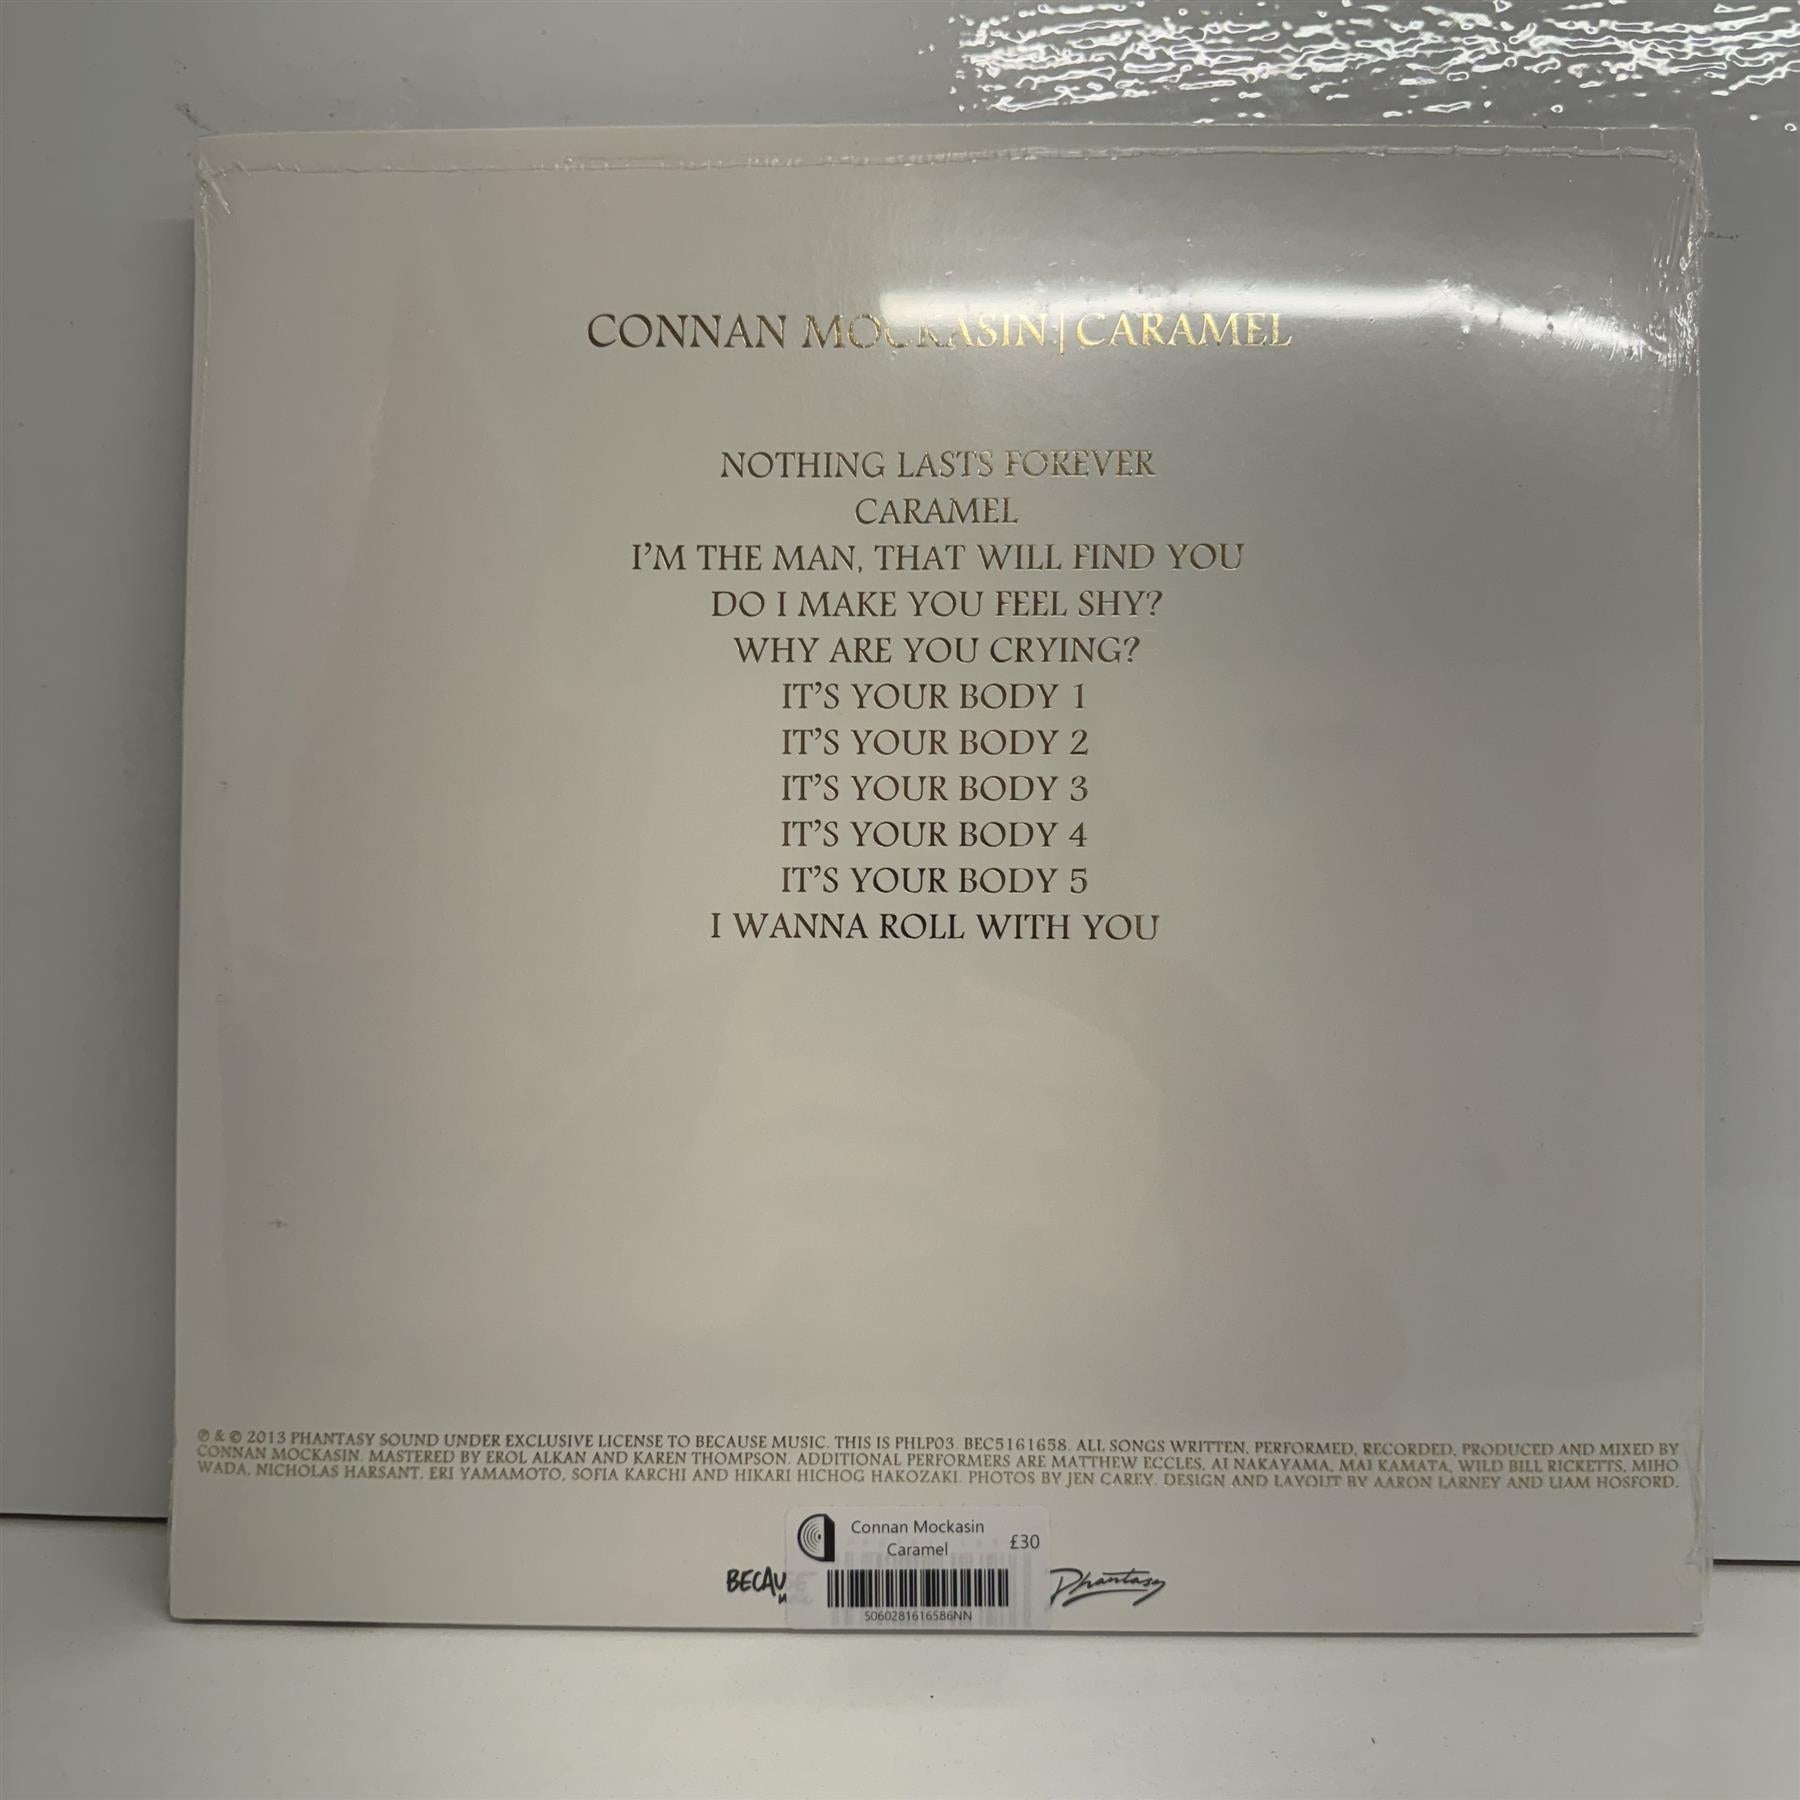 CONNAN MOCKASIN | CARAMEL
NOTHING LASTS FOREVER
CARAMEL
I'M THE MAN, THAT WILL FIND YOU
DO I MAKE YOU FEEL SHY?
WHY ARE YOU CRYING?
IT'S YOUR BODY 1
IT'S YOUR BODY 2
IT'S YOUR BODY 3
IT'S YOUR BODY 4
IT'S YOUR BODY 5
I WANNA ROLL WITH YOU
℗ & © 2013 PHANTASY SOUND UNDER EXCLUSIVE LICENSE TO BECAUSE MUSIC. THIS IS PHLP03. BEC5161658. ALL SONGS WRITTEN, PERFORMED, RECORDED, PRODUCED AND MIXED BY
CONNAN MOCKASIN. MASTERED BY EROL ALKAN AND KAREN THOMPSON. ADDITIONAL PERFORMERS ARE MATTHEW ECCLES, AI NAKAYAMA, MAI KAMATA, WILD BILL RICKETTS, MIHO
WADA, NICHOLAS HARSANT, ERI YAMAMOTO, SOFIA KARCHI AND HIKARI HICHOG HAKOZAKI. PHOTOS BY JEN CAREY. DESIGN AND LAYOUT BY AARON LARNEY AND LIAM HOSFORD.
Connan Mockasin
Caramel
£30
BECAU
Phantasy
5060281616586NN